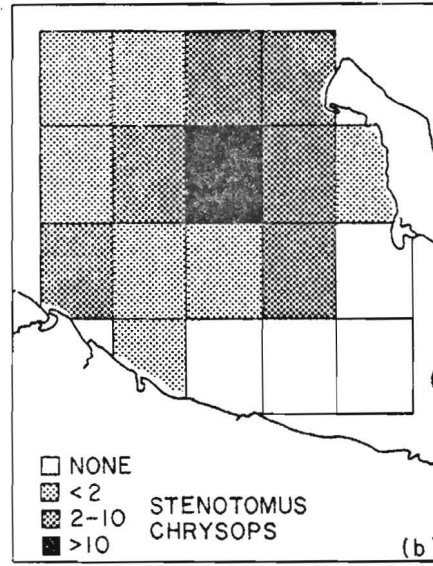 NONE
<2
2-10
>10
STENOTOMUS
CHRYSOPS
(b)